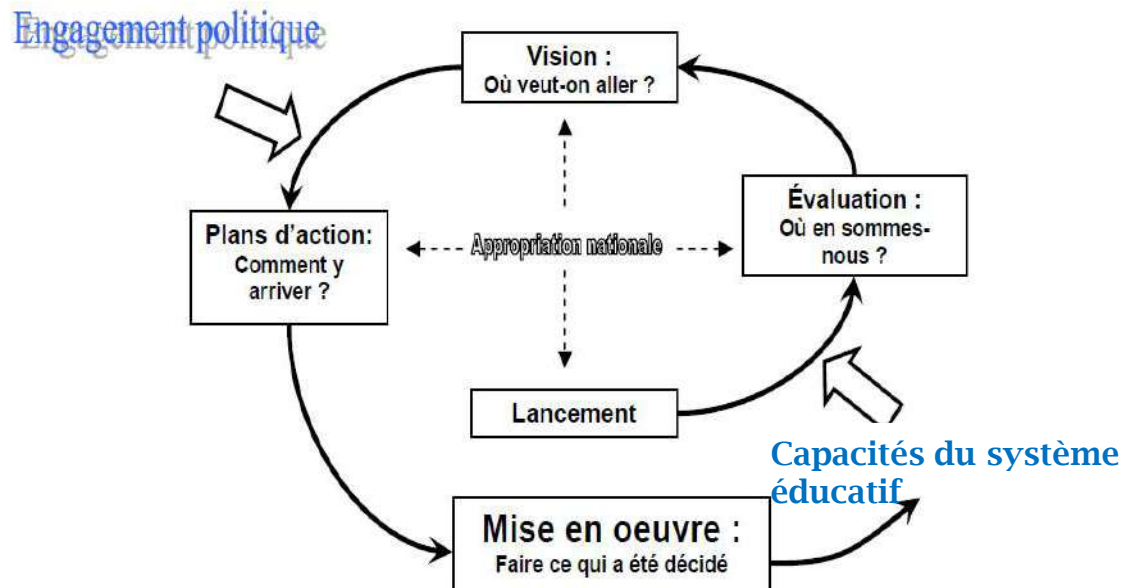 Engagement politique
Vision :
Où veut-on aller ?
Évaluation :
Où en sommes-
nous ?
Plans d’action:
Comment y
arriver ?
Appropriation nationale
Lancement
Capacités du système
éducatif
Mise en oeuvre :
Faire ce qui a été décidé